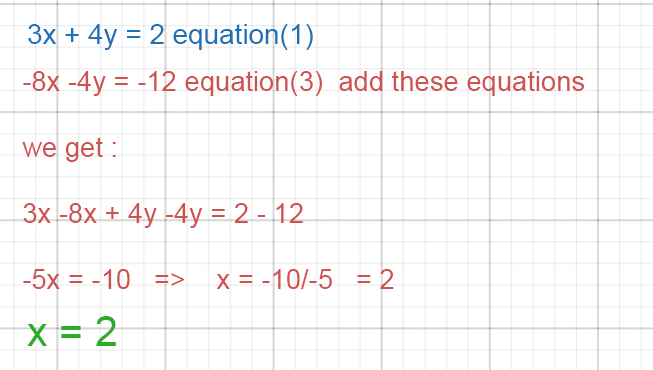 3x + 4y = 2 equation(1)
-8x -4y = -12 equation(3)  add these equations
we get :
3x -8x + 4y -4y = 2 - 12
-5x = -10   =>    x = -10/-5   = 2
x = 2